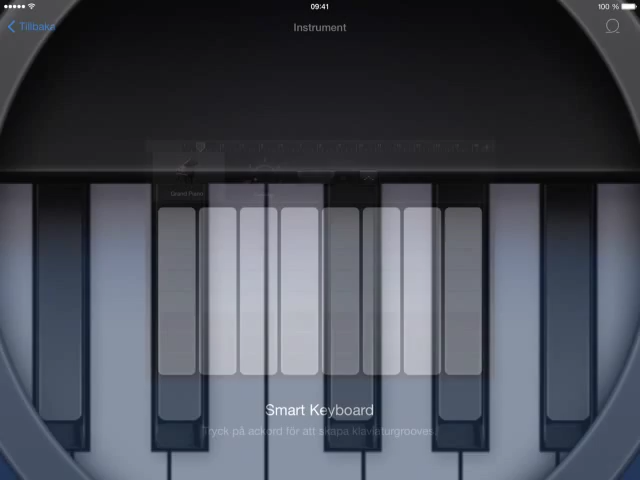 09:41
100 %
Tillbaka
Instrument
Grand Piano
Smart Keyboard
Tryck på ackord för att skapa klaviaturgrooves.